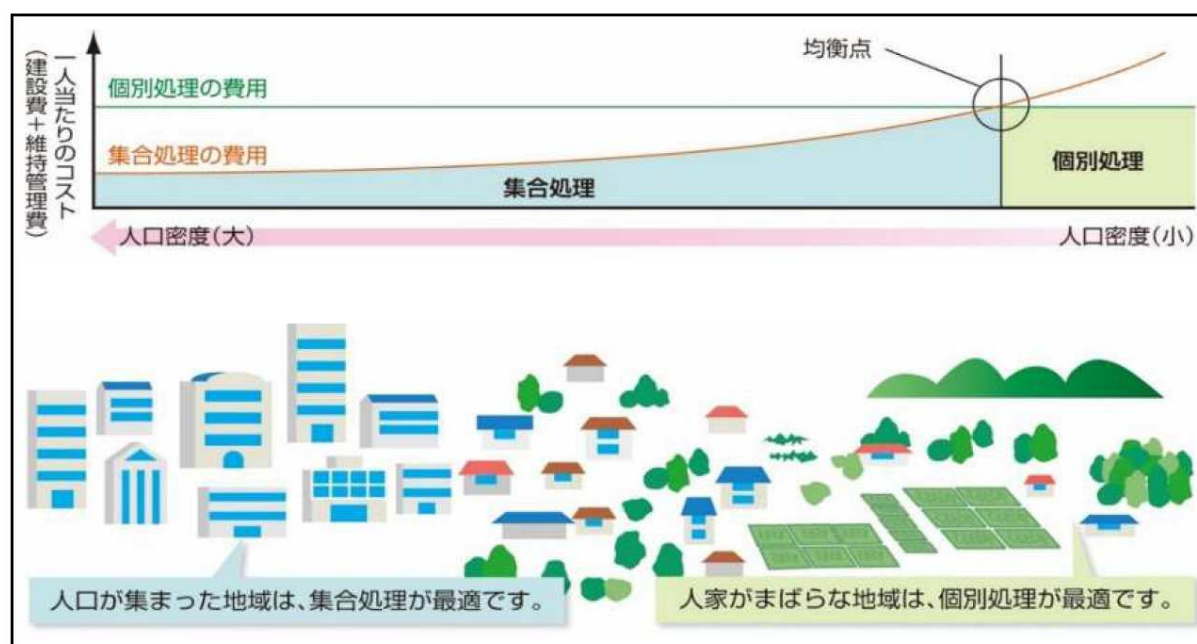 一人当たりのコスト
(建設費＋維持管理費)
均衡点
個別処理の費用
集合処理の費用
集合処理
個別処理
人口密度(大)
人口密度(小)
人口が集まった地域は、集合処理が最適です。
人家がまばらな地域は、個別処理が最適です。